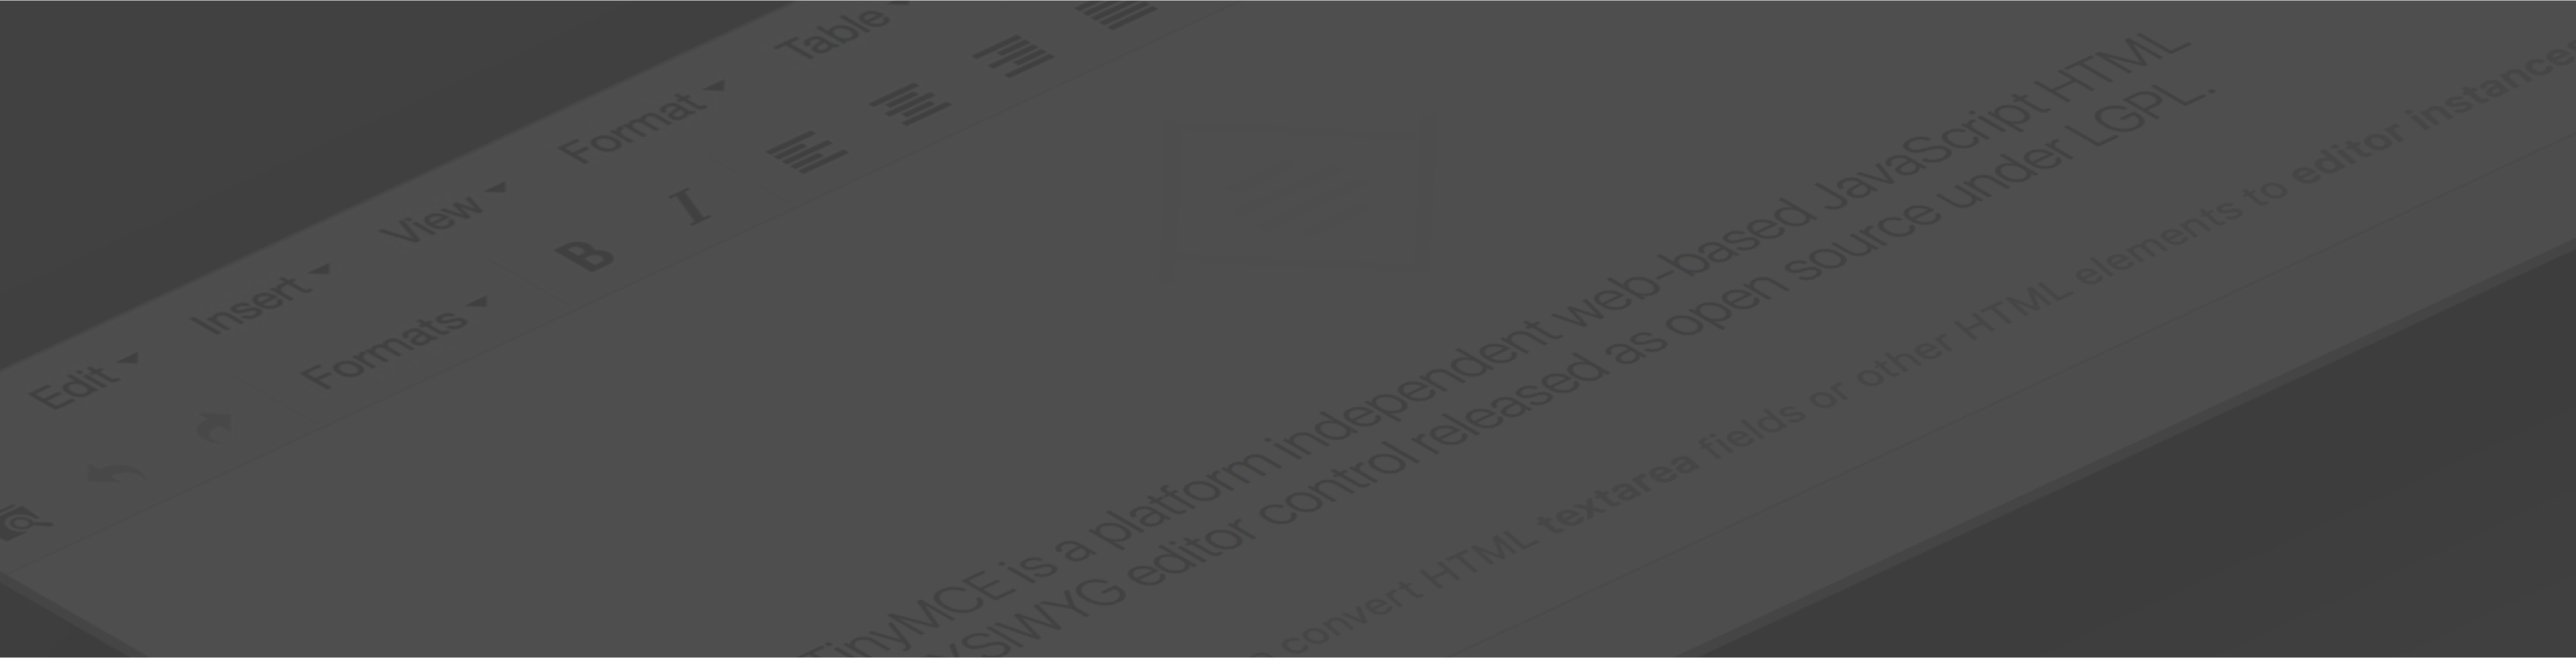 Edit Insert View Format Table
Formats B I
TinyMCE is a platform independent web-based JavaScript HTML
WYSIWYG editor control released as open source under LGPL.
convert HTML textarea fields or other HTML elements to editor instances